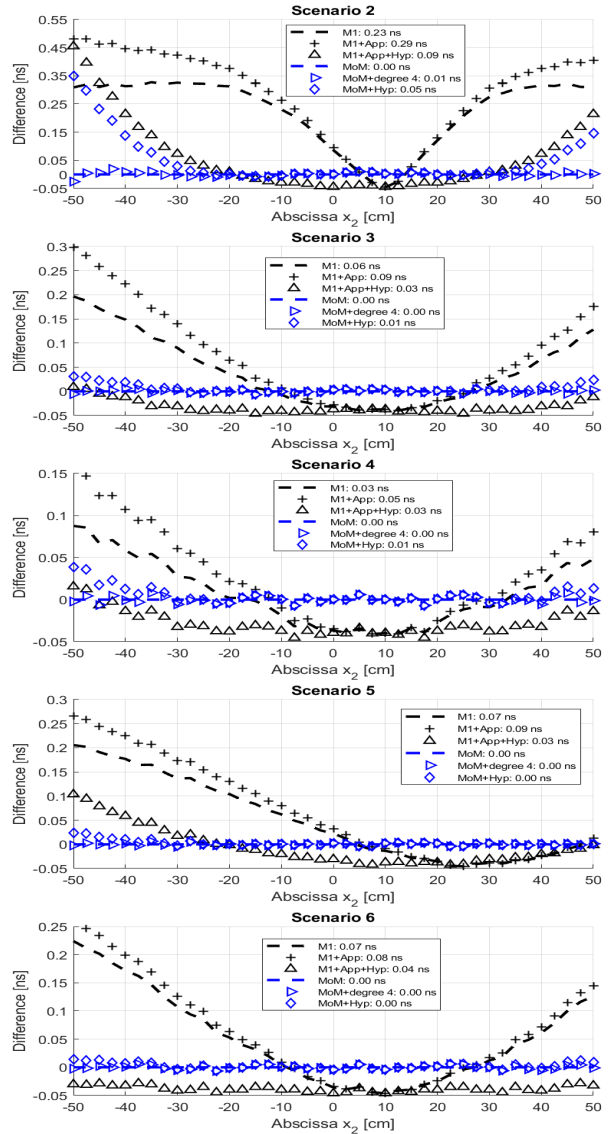 Scenario 2
0.55
0.45
0.35
0.25
0.15
0.05
-0.05
Difference [ns]
M1: 0.23 ns
M1+App: 0.29 ns
M1+App+Hyp: 0.09 ns
MoM: 0.00 ns
MoM+degree 4: 0.01 ns
MoM+Hyp: 0.05 ns
-50 -40 -30 -20 -10 0 10 20 30 40 50
Abscissa x2 [cm]
Scenario 3
0.3
0.2
0.1
0.05
0
-0.05
Difference [ns]
M1: 0.06 ns
M1+App: 0.09 ns
M1+App+Hyp: 0.03 ns
MoM: 0.00 ns
MoM+degree 4: 0.00 ns
MoM+Hyp: 0.01 ns
-50 -40 -30 -20 -10 0 10 20 30 40 50
Abscissa x2 [cm]
Scenario 4
0.15
0.1
0.05
0
-0.05
Difference [ns]
M1: 0.03 ns
M1+App: 0.05 ns
M1+App+Hyp: 0.03 ns
MoM: 0.00 ns
MoM+degree 4: 0.00 ns
MoM+Hyp: 0.01 ns
-50 -40 -30 -20 -10 0 10 20 30 40 50
Abscissa x2 [cm]
Scenario 5
0.3
0.25
0.2
0.15
0.1
0.05
0
-0.05
Difference [ns]
M1: 0.07 ns
M1+App: 0.09 ns
M1+App+Hyp: 0.03 ns
MoM: 0.00 ns
MoM+degree 4: 0.00 ns
MoM+Hyp: 0.00 ns
-50 -40 -30 -20 -10 0 10 20 30 40 50
Abscissa x2 [cm]
Scenario 6
0.25
0.2
0.15
0.1
0.05
0
-0.05
Difference [ns]
M1: 0.07 ns
M1+App: 0.08 ns
M1+App+Hyp: 0.04 ns
MoM: 0.00 ns
MoM+degree 4: 0.00 ns
MoM+Hyp: 0.00 ns
-50 -40 -30 -20 -10 0 10 20 30 40 50
Abscissa x2 [cm]